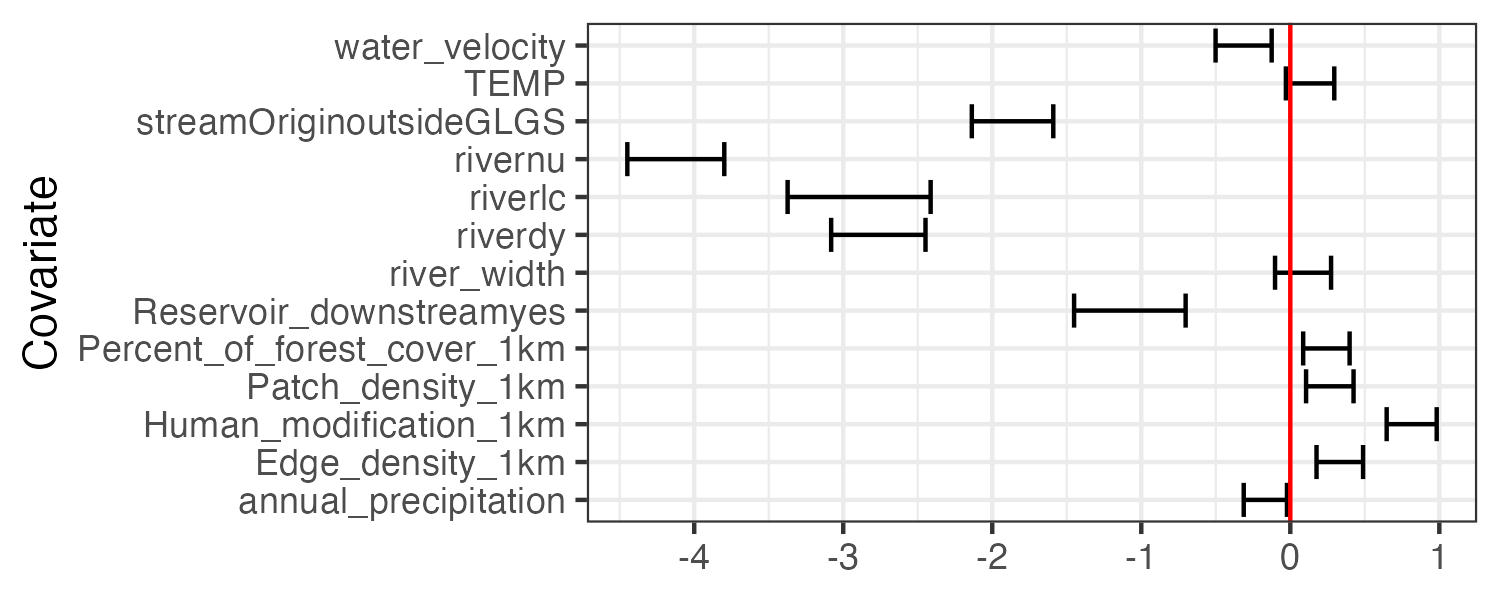 water_velocity
TEMP
streamOriginoutsideGLGS
rivernu
riverlc
riverdy
river_width
Reservoir_downstreamyes
Percent_of_forest_cover_1km
Patch_density_1km
Human_modification_1km
Edge_density_1km
annual_precipitation
Covariate
-4 -3 -2 -1 0 1